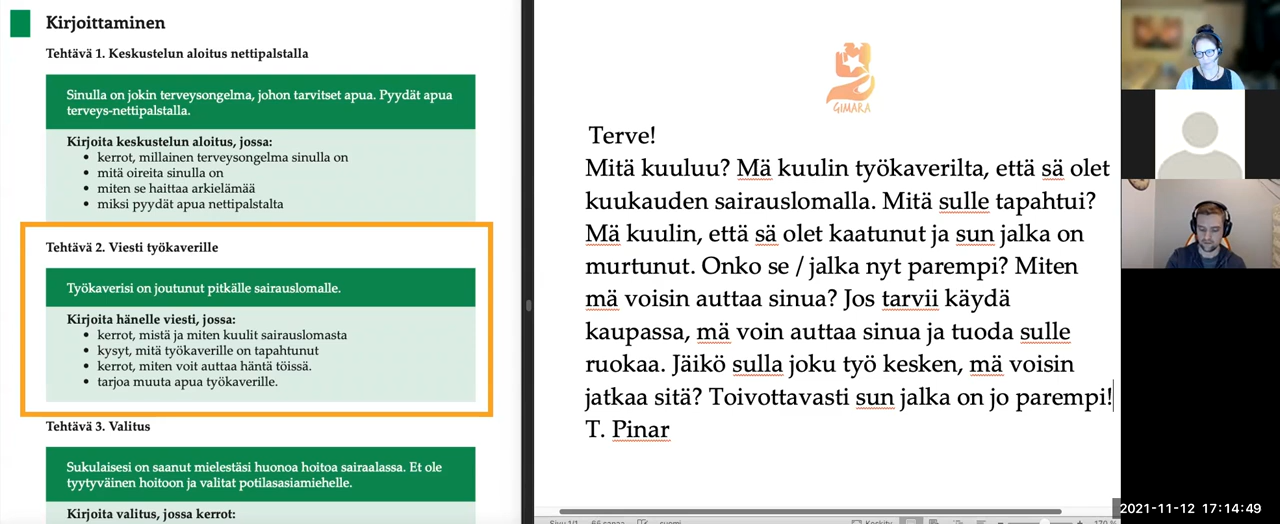 Kirjoittaminen
Tehtävä 1. Keskustelun aloitus nettipalstalla
Sinulla on jokin terveysongelma, johon tarvitset apua. Pyydät apua
terveys-nettipalstalla.
Kirjoita keskustelun aloitus, jossa:
• kerrot, millainen terveysongelma sinulla on
• mitä oireita sinulla on
• miten se haittaa arkielämää
• miksi pyydät apua nettipalstalta
Tehtävä 2. Viesti työkaverille
Työkaverisi on joutunut pitkälle sairauslomalle.
Kirjoita hänelle viesti, jossa:
• kerrot, mistä ja miten kuulit sairauslomasta
• kysyt, mitä työkaverille on tapahtunut
• kerrot, miten voit auttaa häntä töissä.
• tarjoa muuta apua työkaverille.
Tehtävä 3. Valitus
Sukulaisesi on saanut mielestäsi huonoa hoitoa sairaalassa. Et ole
tyytyväinen hoitoon ja valitat potilasasiamiehelle.
Kirjoita valitus, jossa kerrot:
GIMARA
Terve!
Mitä kuuluu? Mä kuulin työkaverilta, että sä olet
kuukauden sairauslomalla. Mitä sulle tapahtui?
Mä kuulin, että sä olet kaatunut ja sun jalka on
murtunut. Onko se / jalka nyt parempi? Miten
mä voisin auttaa sinua? Jos tarvii käydä
kaupassa, mä voin auttaa sinua ja tuoda sulle
ruokaa. Jäikö sulla joku työ kesken, mä voisin
jatkaa sitä? Toivottavasti sun jalka on jo parempi!
T. Pinar
Sivu 1/1 66 sanaa suomi Keskity 170 %
2021-11-12 17:14:49